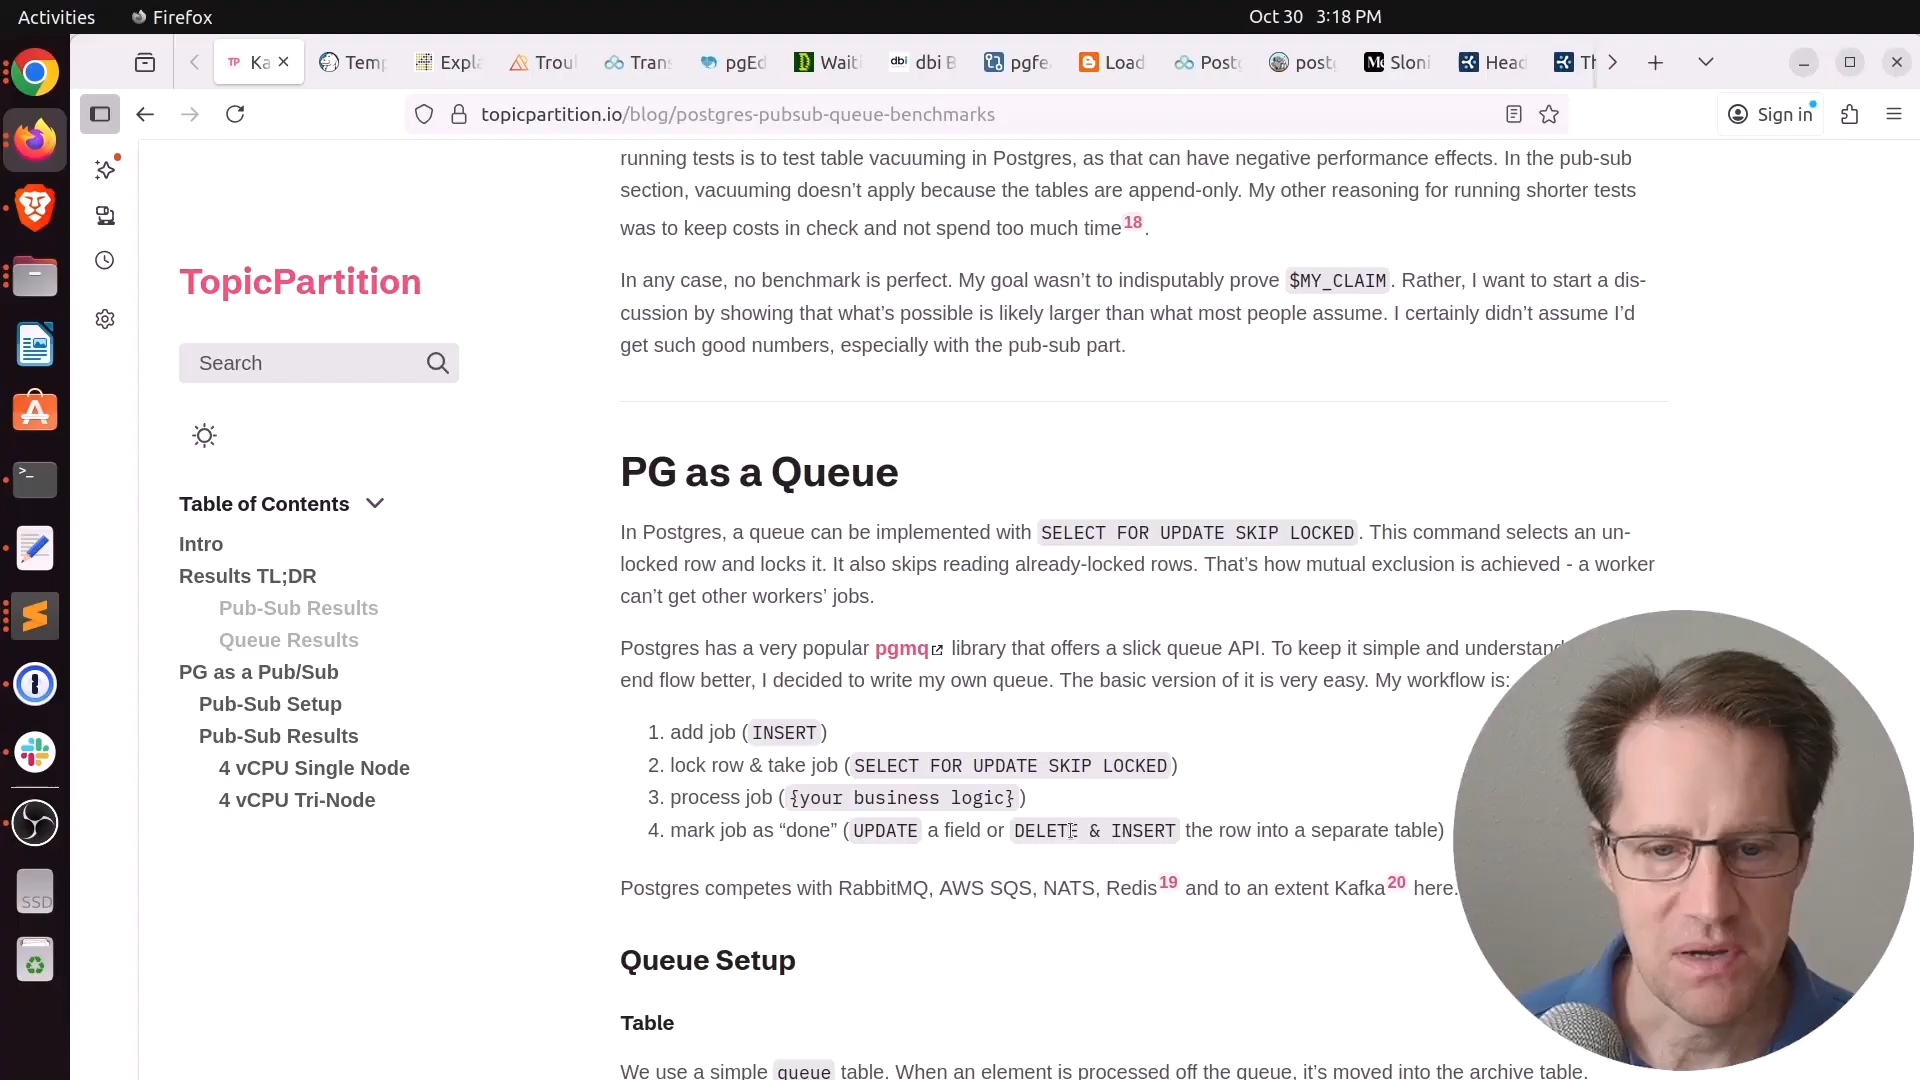 Activities Firefox Oct 30 3:18 PM
TP Ka Temp Expla Trou Trans pgEd Waiti dbi dbi B pgfe Load Postg postg Sloni Head Th
topicpartition.io/blog/postgres-pubsub-queue-benchmarks Sign in
TopicPartition
Search
Table of Contents
Intro
Results TL;DR
Pub-Sub Results
Queue Results
PG as a Pub/Sub
Pub-Sub Setup
Pub-Sub Results
4 vCPU Single Node
4 vCPU Tri-Node
SSD
running tests is to test table vacuuming in Postgres, as that can have negative performance effects. In the pub-sub
section, vacuuming doesn’t apply because the tables are append-only. My other reasoning for running shorter tests
was to keep costs in check and not spend too much time18.
In any case, no benchmark is perfect. My goal wasn’t to indisputably prove $MY_CLAIM. Rather, I want to start a dis-
cussion by showing that what’s possible is likely larger than what most people assume. I certainly didn’t assume I’d
get such good numbers, especially with the pub-sub part.
PG as a Queue
In Postgres, a queue can be implemented with SELECT FOR UPDATE SKIP LOCKED. This command selects an un-
locked row and locks it. It also skips reading already-locked rows. That’s how mutual exclusion is achieved - a worker
can’t get other workers’ jobs.
Postgres has a very popular pgmq library that offers a slick queue API. To keep it simple and understand
end flow better, I decided to write my own queue. The basic version of it is very easy. My workflow is:
1. add job (INSERT)
2. lock row & take job (SELECT FOR UPDATE SKIP LOCKED)
3. process job ({your business logic})
4. mark job as “done” (UPDATE a field or DELETE & INSERT the row into a separate table)
Postgres competes with RabbitMQ, AWS SQS, NATS, Redis19 and to an extent Kafka20 here.
Queue Setup
Table
We use a simple queue table. When an element is processed off the queue, it’s moved into the archive table.